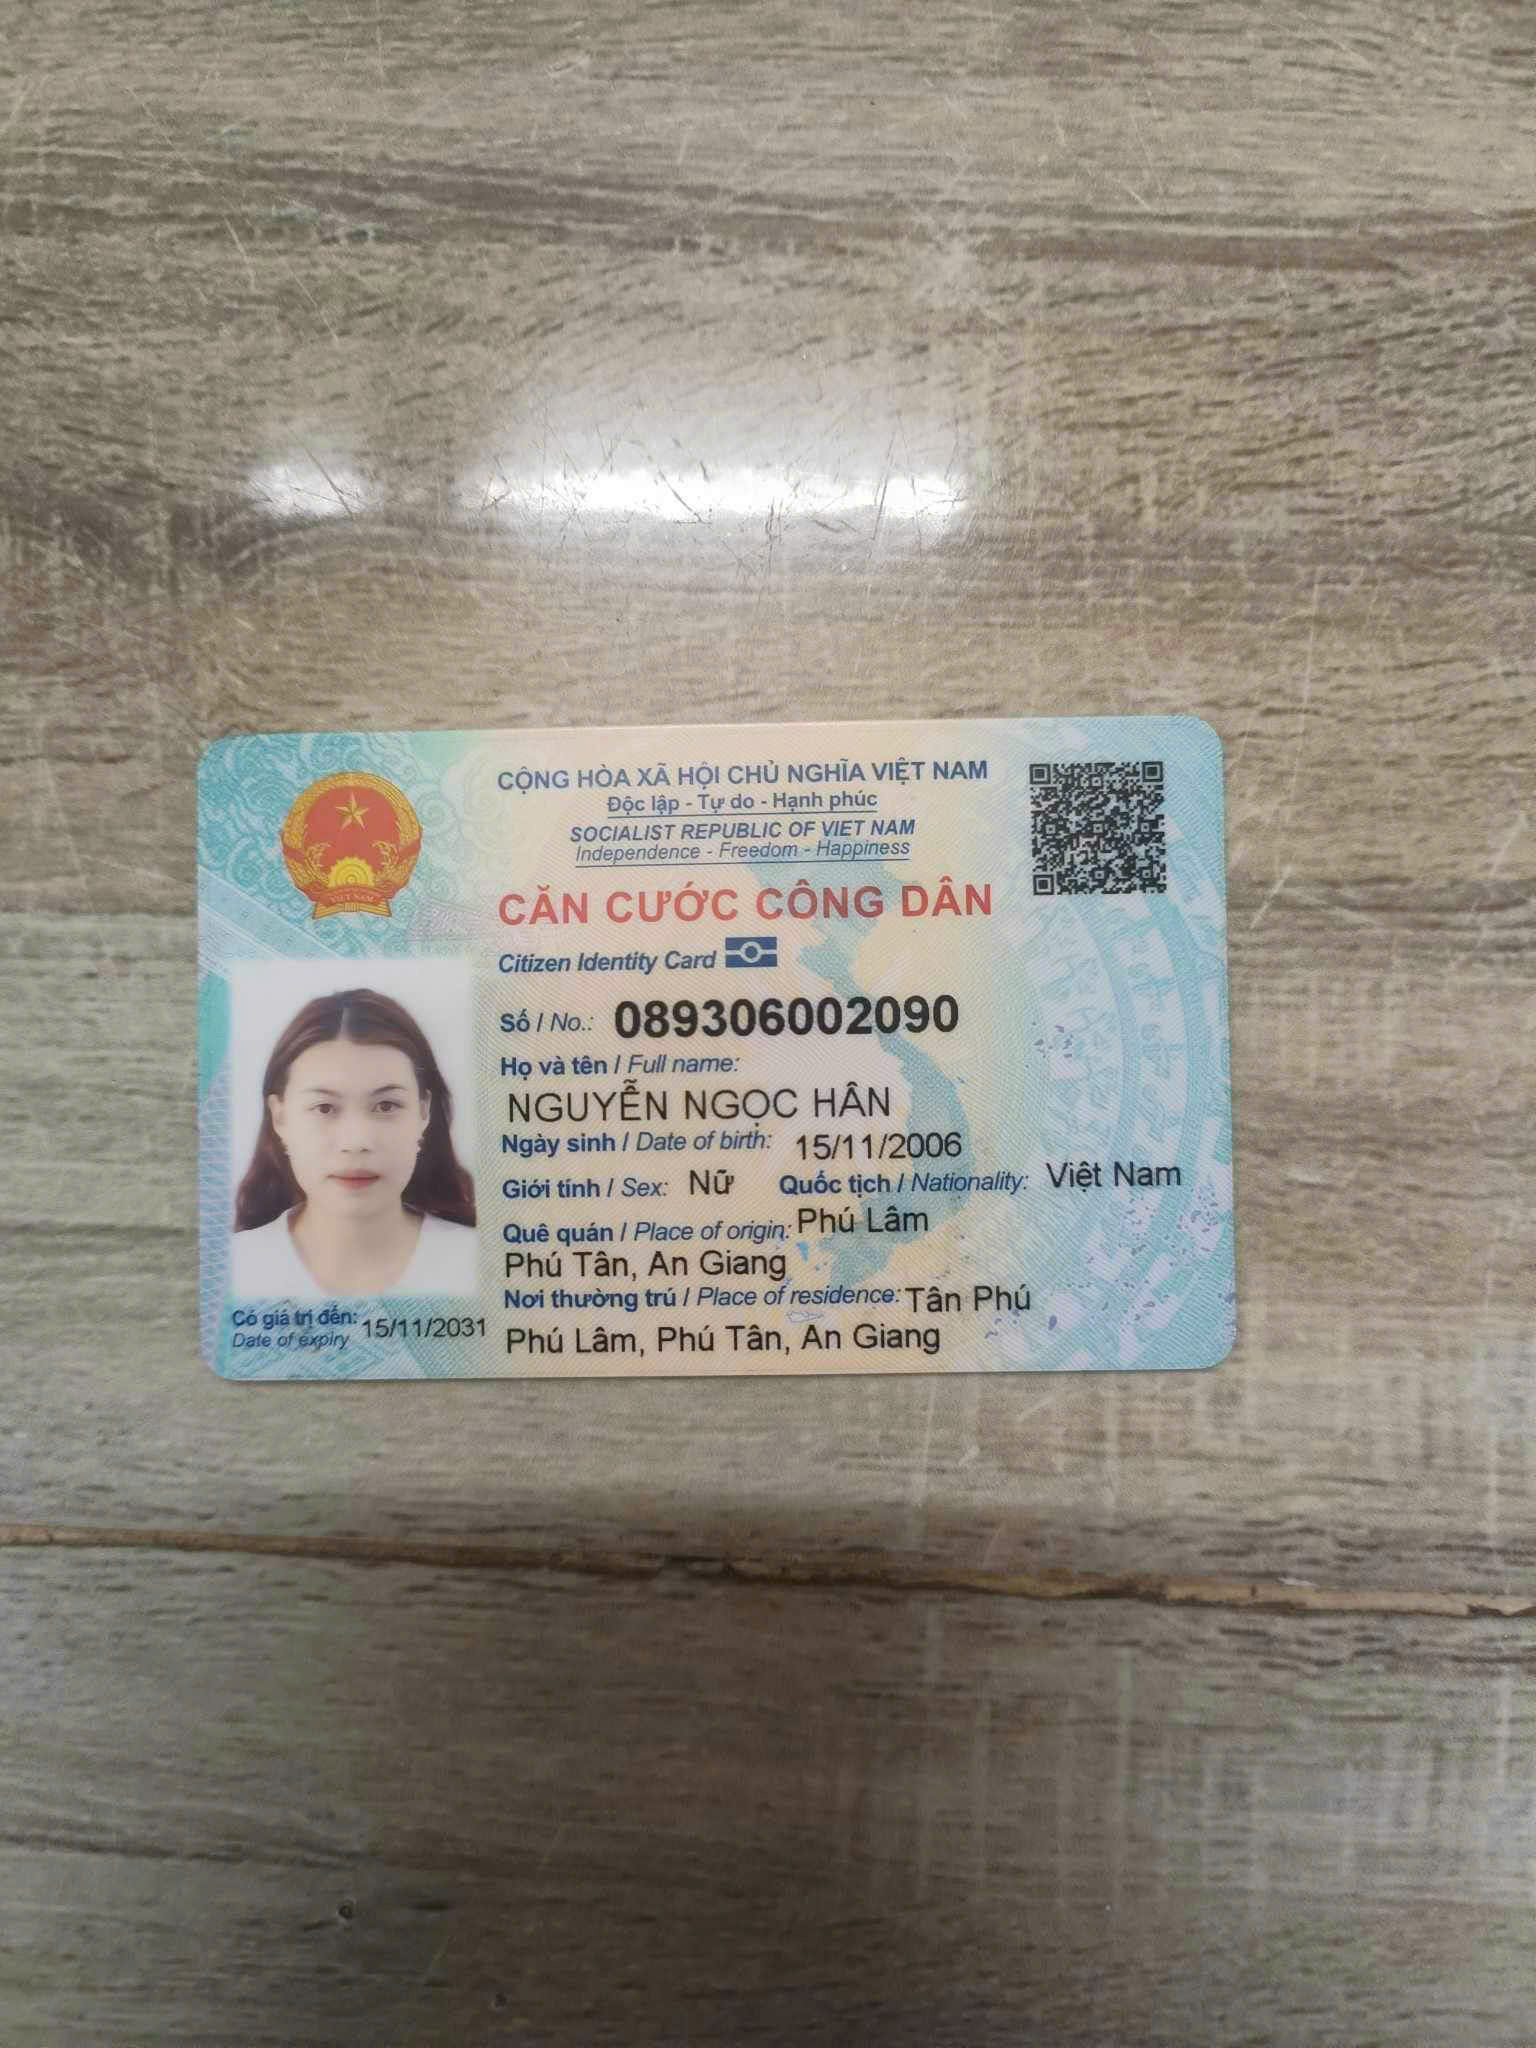 CỘNG HÒA XÃ HỘI CHỦ NGHĨA VIỆT NAM
Độc lập - Tự do - Hạnh phúc
SOCIALIST REPUBLIC OF VIET NAM
Independence - Freedom - Happiness
VIET NAM
CĂN CƯỚC CÔNG DÂN
Citizen Identity Card
Số / No.: 089306002090
Họ và tên / Full name:
NGUYỄN NGỌC HÂN
Ngày sinh / Date of birth: 15/11/2006
Giới tính / Sex: Nữ Quốc tịch / Nationality: Việt Nam
Quê quán / Place of origin: Phú Lâm
Phú Tân, An Giang
Nơi thường trú / Place of residence: Tân Phú
Phú Lâm, Phú Tân, An Giang
Có giá trị đến: 15/11/2031
Date of expiry